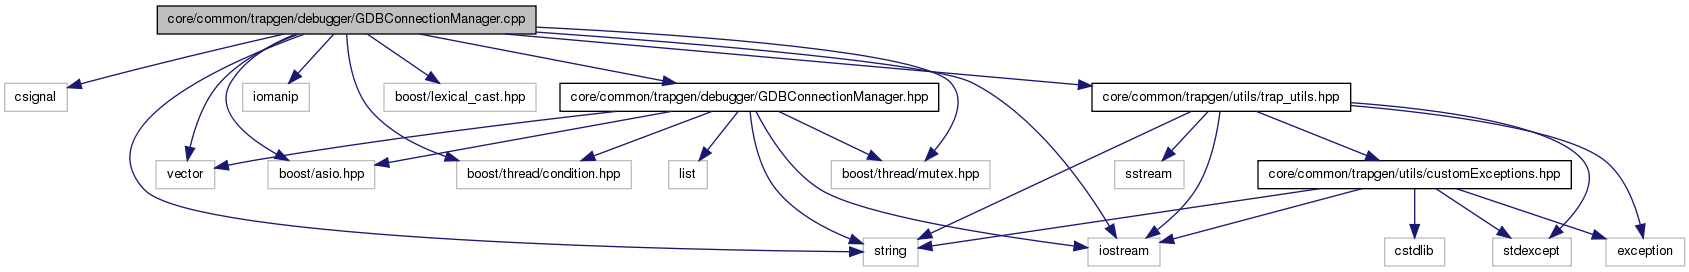 core/common/trapgen/debugger/GDBConnectionManager.cpp
csignal
iomanip
boost/lexical_cast.hpp
core/common/trapgen/debugger/GDBConnectionManager.hpp
core/common/trapgen/utils/trap_utils.hpp
vector
boost/asio.hpp
boost/thread/condition.hpp
list
boost/thread/mutex.hpp
sstream
core/common/trapgen/utils/customExceptions.hpp
string
iostream
cstdlib
stdexcept
exception